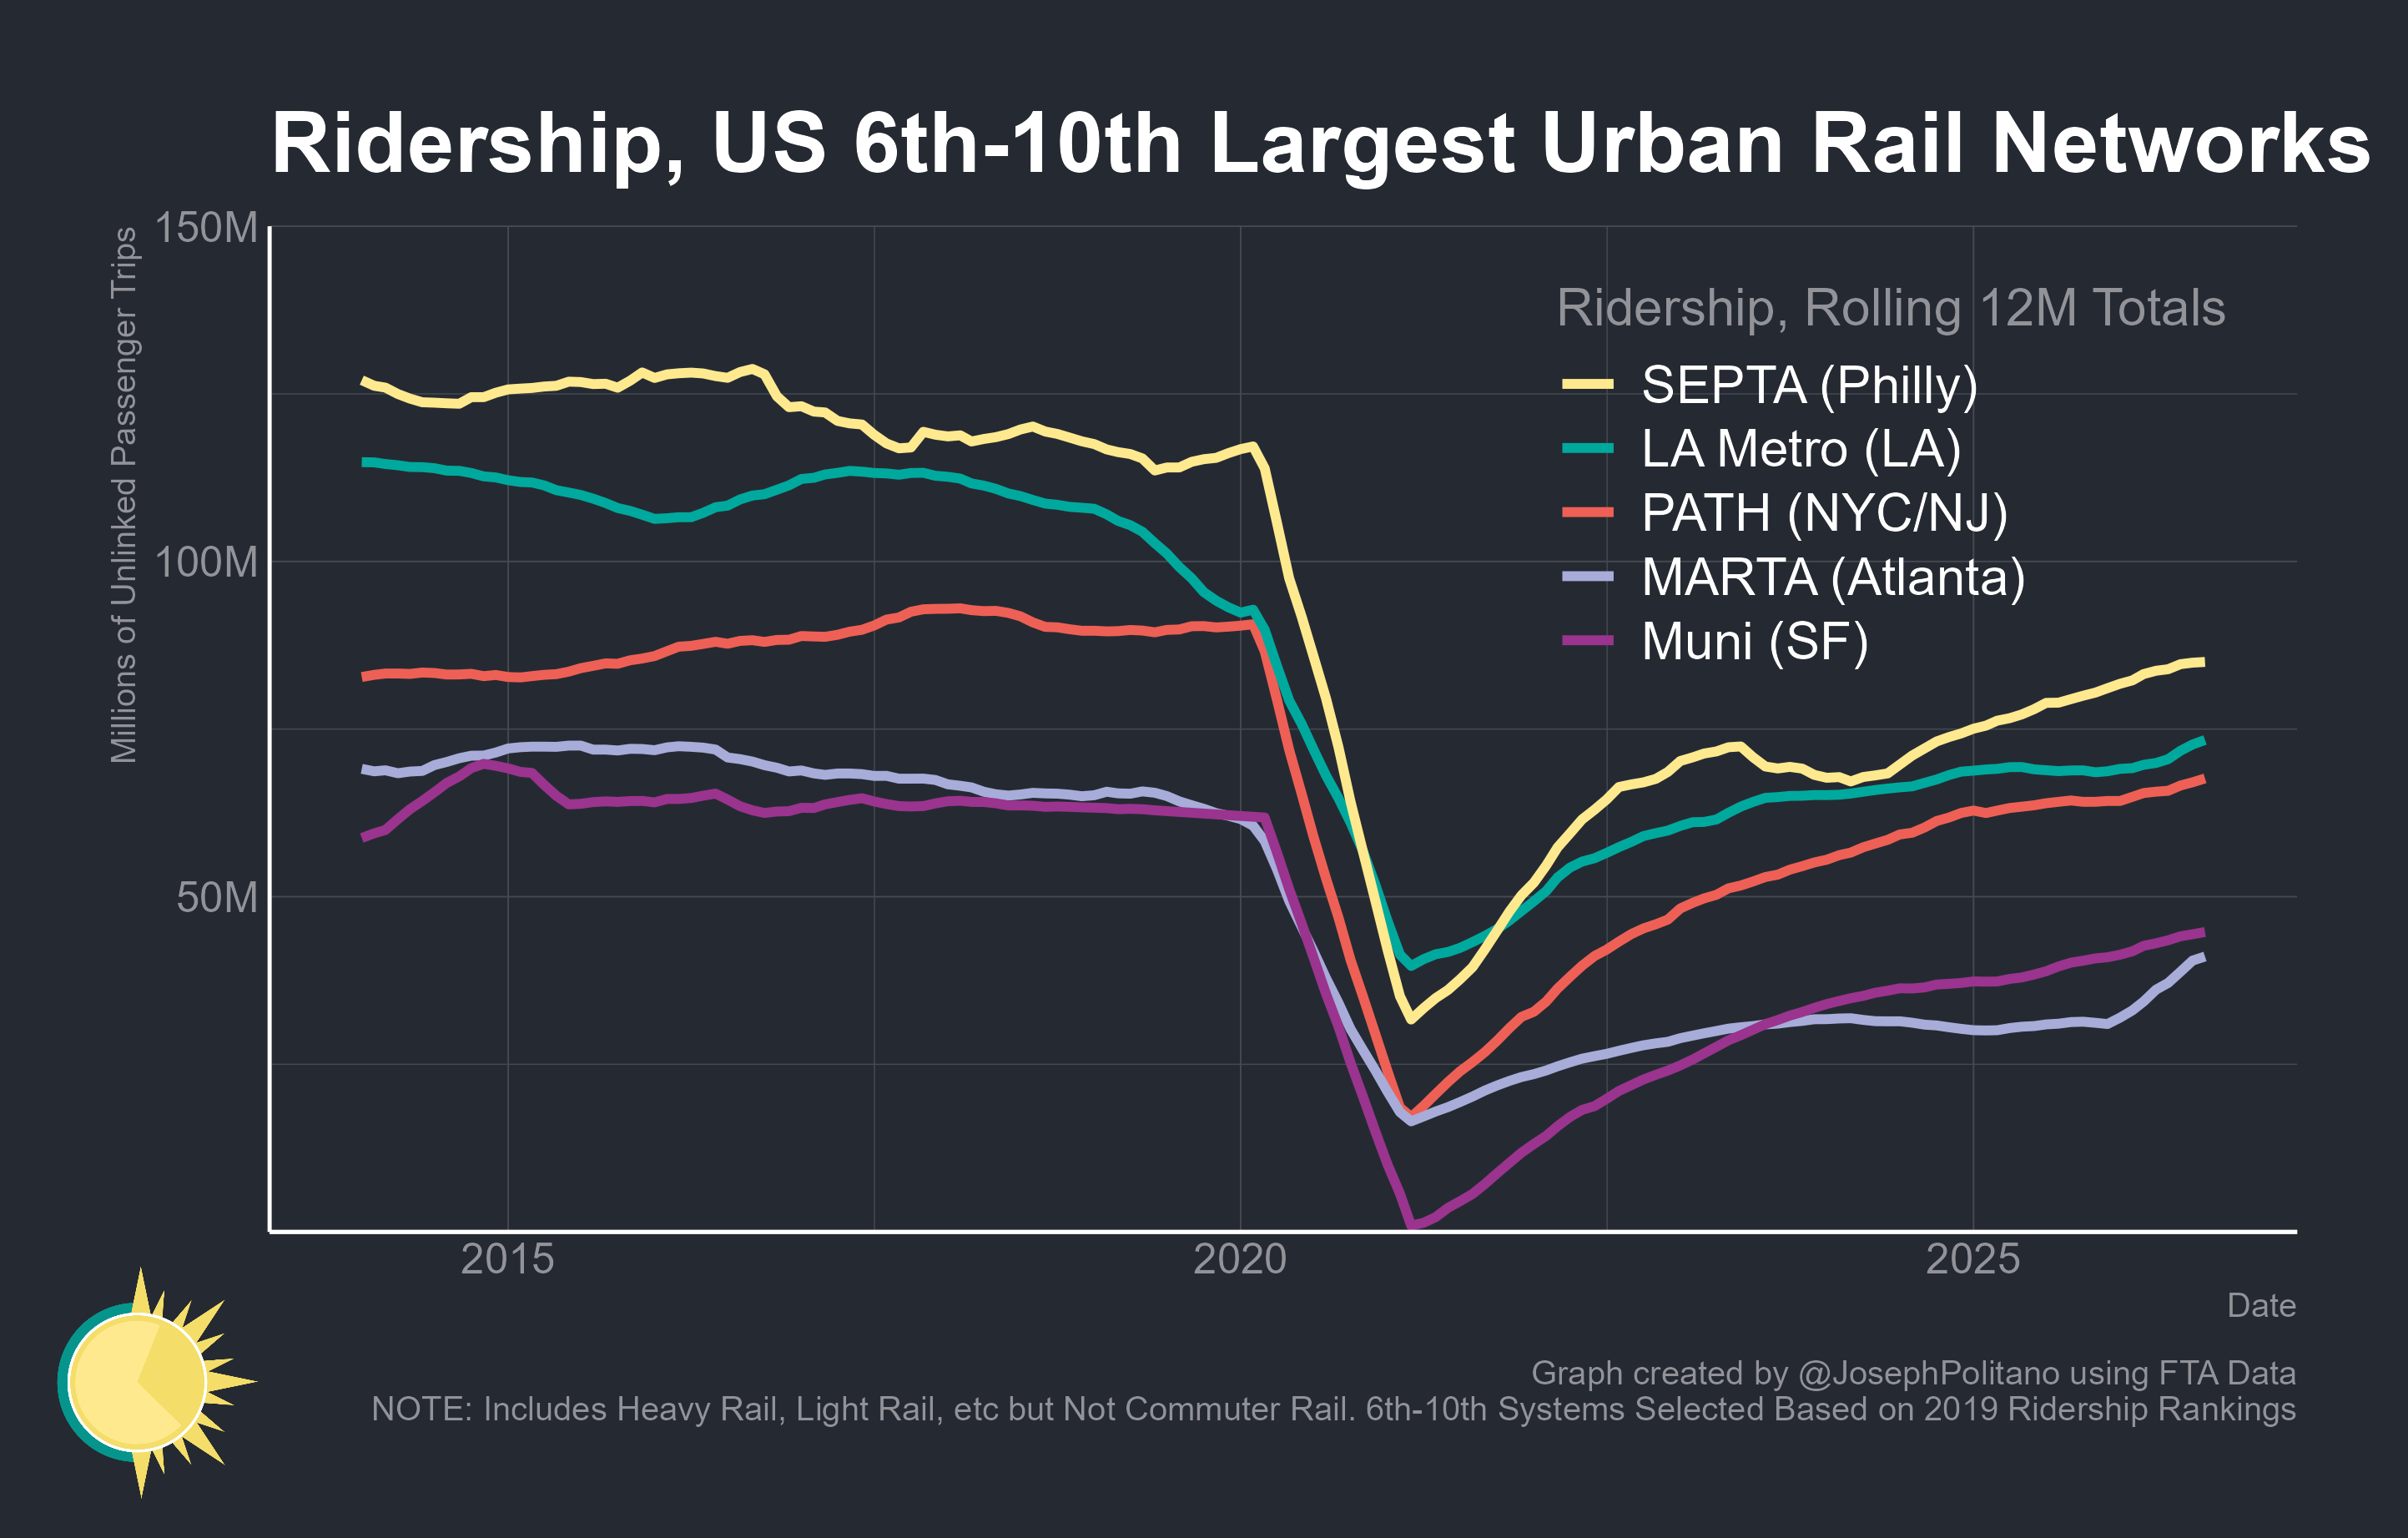 Ridership, US 6th-10th Largest Urban Rail Networks
Millions of Unlinked Passenger Trips
150M
100M
50M
Ridership, Rolling 12M Totals
SEPTA (Philly)
LA Metro (LA)
PATH (NYC/NJ)
MARTA (Atlanta)
Muni (SF)
2015
2020
2025
Date
Graph created by @JosephPolitano using FTA Data
NOTE: Includes Heavy Rail, Light Rail, etc but Not Commuter Rail. 6th-10th Systems Selected Based on 2019 Ridership Rankings